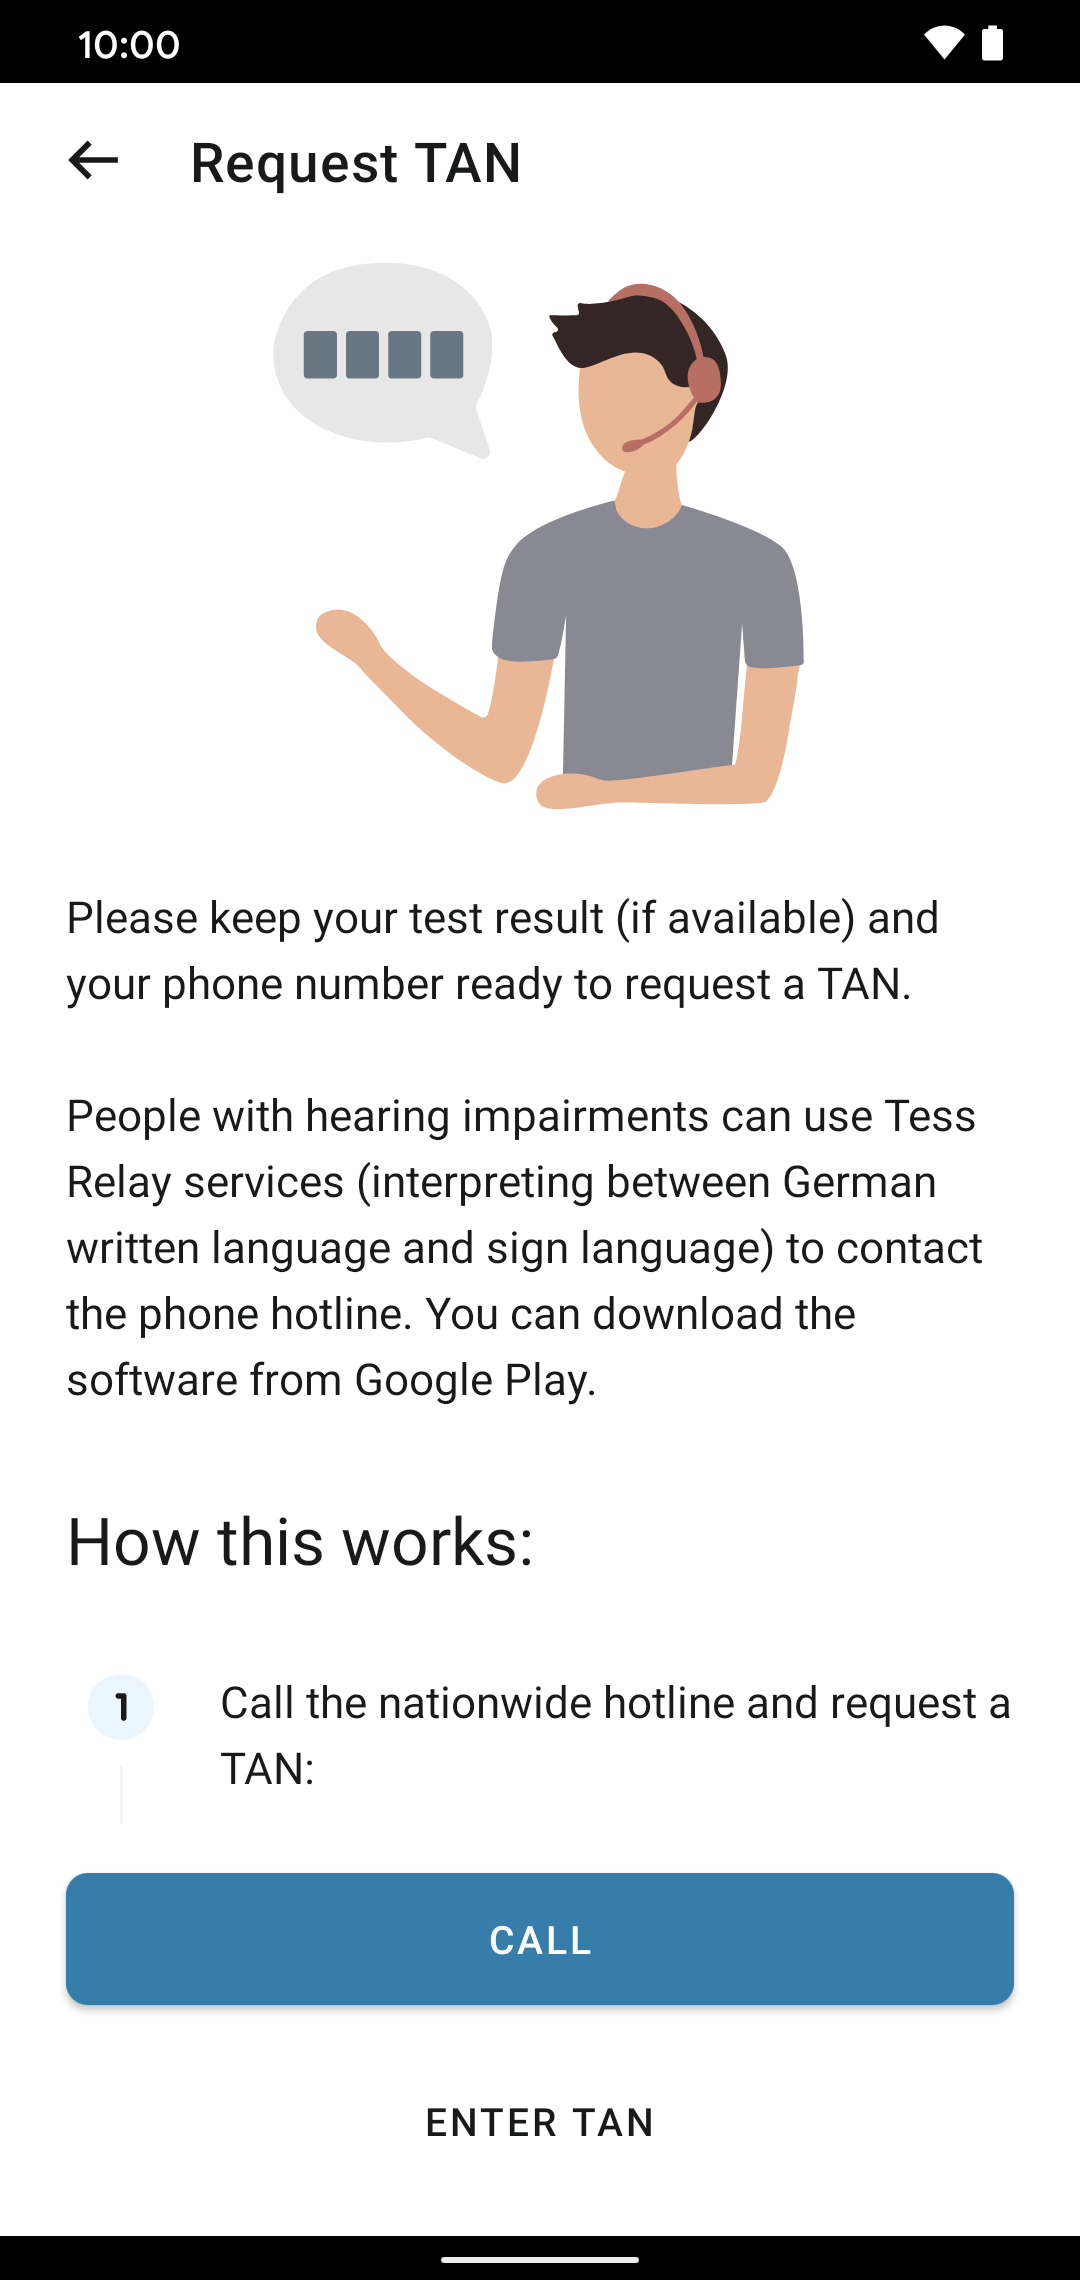 10:00
Request TAN
Please keep your test result (if available) and
your phone number ready to request a TAN.
People with hearing impairments can use Tess
Relay services (interpreting between German
written language and sign language) to contact
the phone hotline. You can download the
software from Google Play.
How this works:
1
Call the nationwide hotline and request a
TAN:
CALL
ENTER TAN